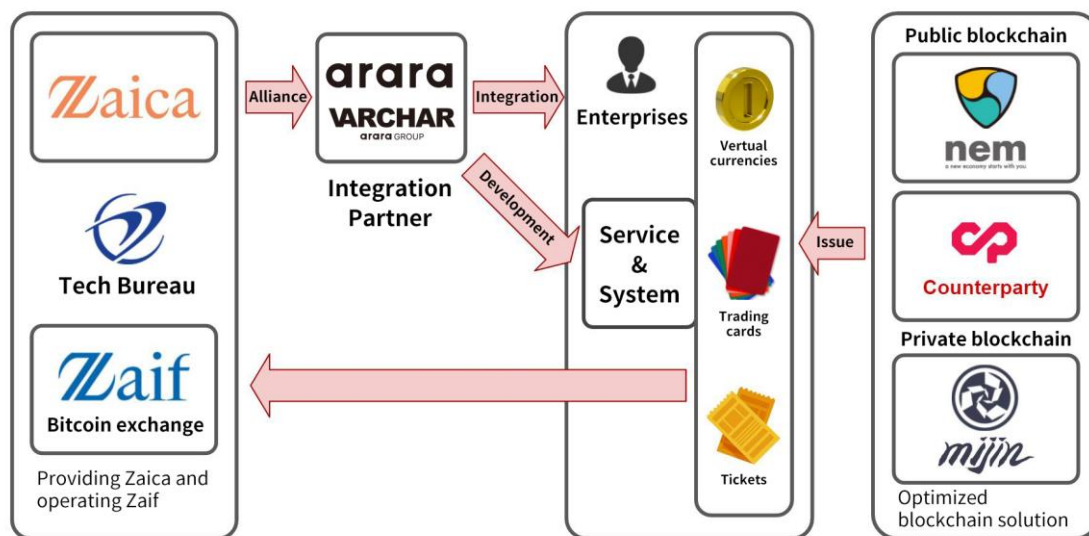 Zaica
Tech Bureau
Zaif
Bitcoin exchange
Providing Zaica and
operating Zaif
Alliance
arara
VARCHAR
arara GROUP
Integration
Partner
Integration
Development
Enterprises
Service
&
System
Vertual
currencies
Trading
cards
Tickets
Issue
Public blockchain
nem
a new economy starts with you.
Counterparty
Private blockchain
mijin
Optimized
blockchain solution